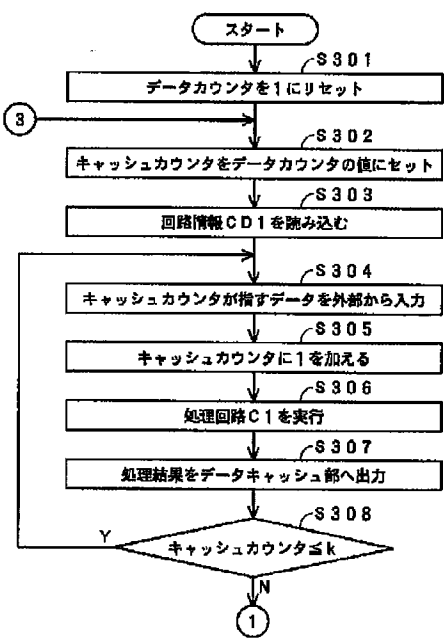 スタート
S301
データカウンタを1にリセット
3
S302
キャッシュカウンタをデータカウンタの値にセット
S303
回路情報CD1を読み込む
S304
キャッシュカウンタが指すデータを外部から入力
S305
キャッシュカウンタに1を加える
S306
処理回路C1を実行
S307
処理結果をデータキャッシュ部へ出力
S308
Y
キャッシュカウンタ≦k
N
1